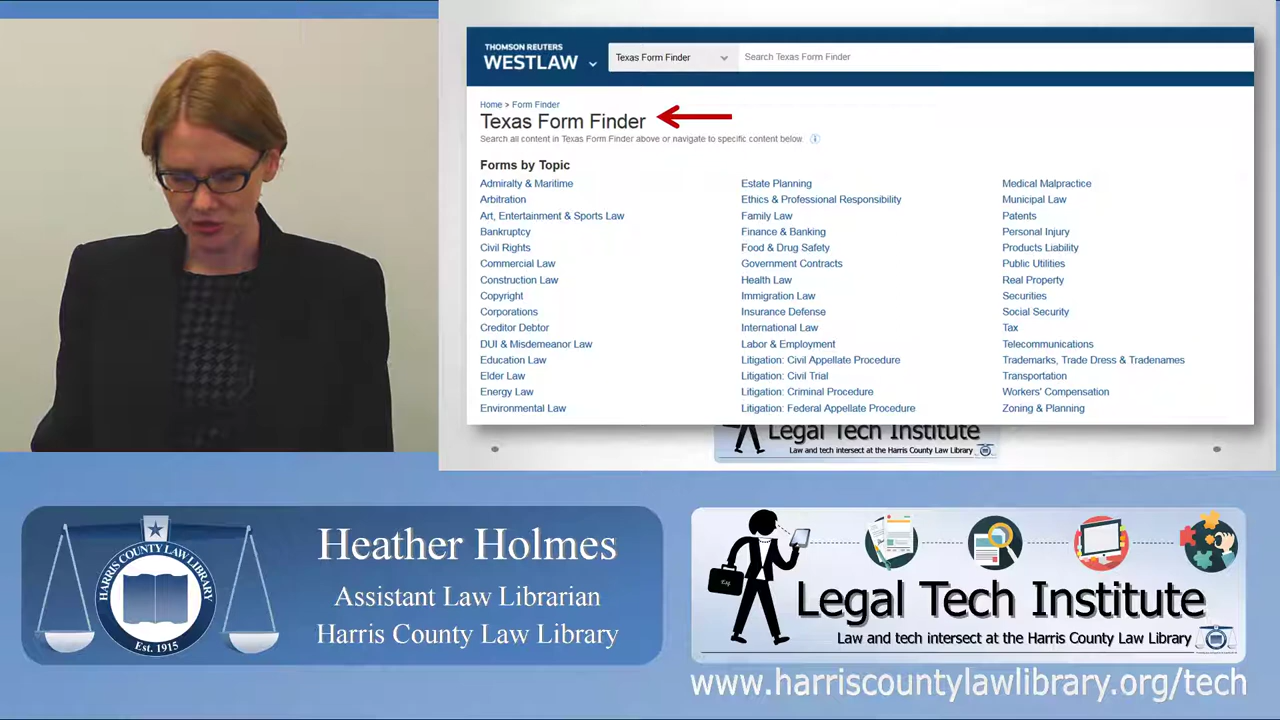 THOMSON REUTERS
WESTLAW
Texas Form Finder
Search Texas Form Finder
Home > Form Finder
Texas Form Finder
Search all content in Texas Form Finder above or navigate to specific content below.
Forms by Topic
Admiralty & Maritime
Arbitration
Art, Entertainment & Sports Law
Bankruptcy
Civil Rights
Commercial Law
Construction Law
Copyright
Corporations
Creditor Debtor
DUI & Misdemeanor Law
Education Law
Elder Law
Energy Law
Environmental Law
Estate Planning
Ethics & Professional Responsibility
Family Law
Finance & Banking
Food & Drug Safety
Government Contracts
Health Law
Immigration Law
Insurance Defense
International Law
Labor & Employment
Litigation: Civil Appellate Procedure
Litigation: Civil Trial
Litigation: Criminal Procedure
Litigation: Federal Appellate Procedure
Medical Malpractice
Municipal Law
Patents
Personal Injury
Products Liability
Public Utilities
Real Property
Securities
Social Security
Tax
Telecommunications
Trademarks, Trade Dress & Tradenames
Transportation
Workers' Compensation
Zoning & Planning
Legal Tech Institute
Law and tech intersect at the Harris County Law Library
HARRIS COUNTY LAW LIBRARY
Est. 1915
Heather Holmes
Assistant Law Librarian
Harris County Law Library
Legal Tech Institute
Law and tech intersect at the Harris County Law Library
www.harriscountylawlibrary.org/tech